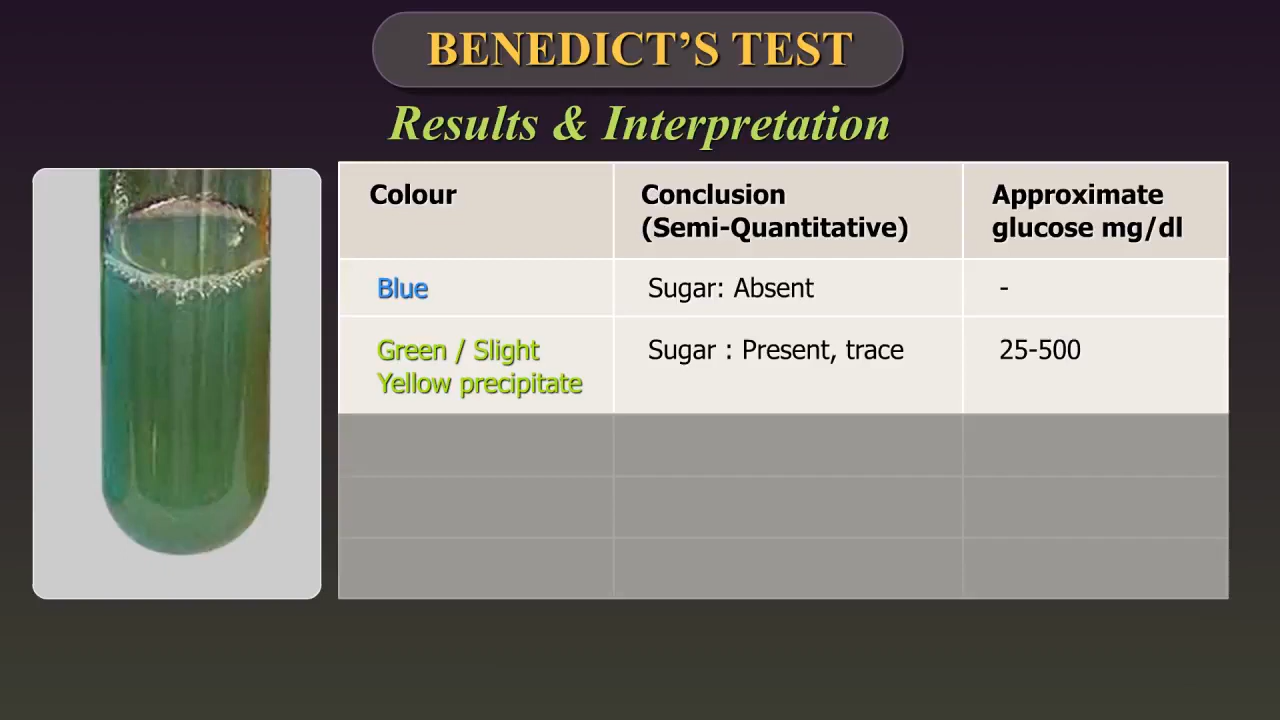 BENEDICT’S TEST
Results & Interpretation
Colour
Conclusion
(Semi-Quantitative)
Approximate
glucose mg/dl
Blue
Sugar: Absent
-
Green / Slight
Yellow precipitate
Sugar : Present, trace
25-500